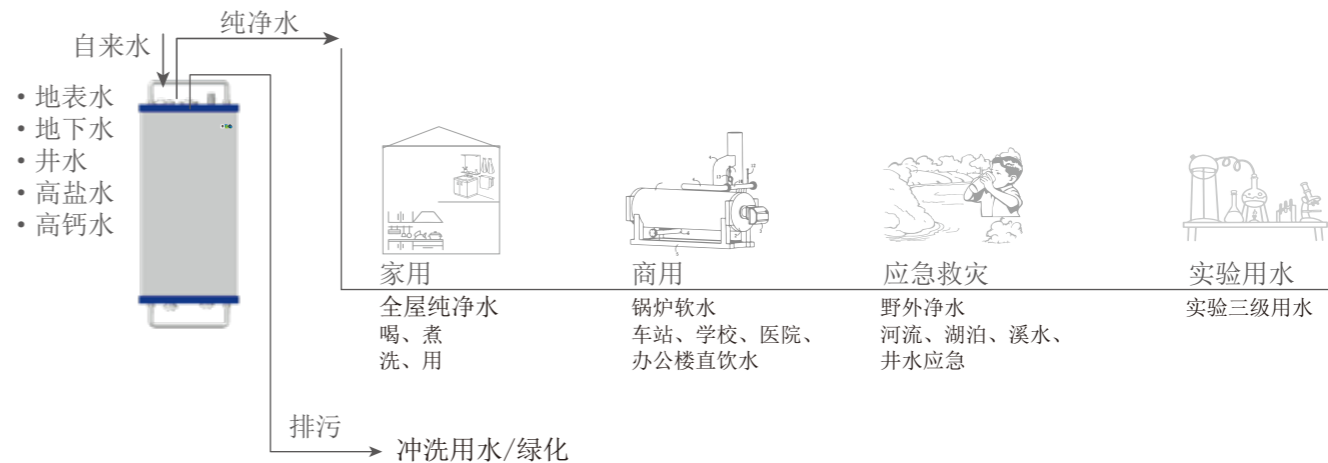 纯净水
自来水
• 地表水
• 地下水
• 井水
• 高盐水
• 高钙水
家用
全屋纯净水
喝、煮
洗、用
商用
锅炉软水
车站、学校、医院、
办公楼直饮水
应急救灾
野外净水
河流、湖泊、溪水、
井水应急
实验用水
实验三级用水
排污
冲洗用水/绿化